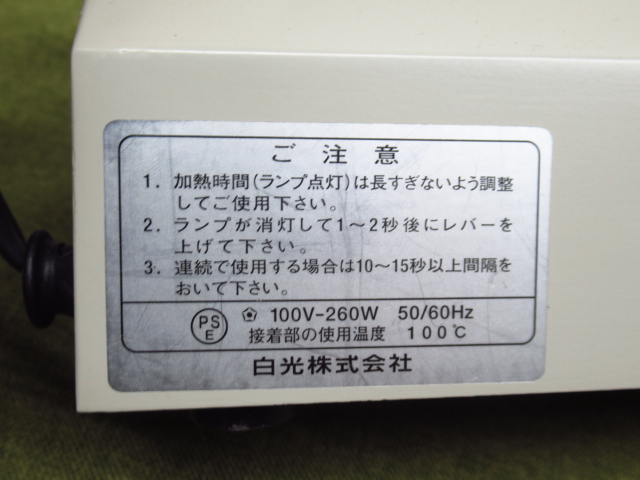 ご注意
1. 加熱時間(ランプ点灯)は長すぎないよう調整
してご使用下さい。
2. ランプが消灯して1～2秒後にレバーを
上げて下さい。
3. 連続で使用する場合は10～15秒以上間隔を
おいて下さい。
PS
E
100V-260W 50/60Hz
接着部の使用温度 100℃
白光株式会社